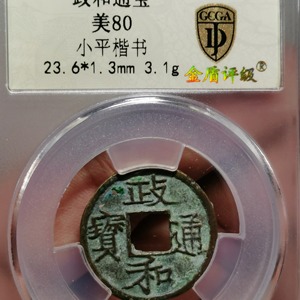 政和通宝
美80
小平楷书
23.6*1.3mm 3.1g
GCGA
金盾评级®
政
寶 通
和